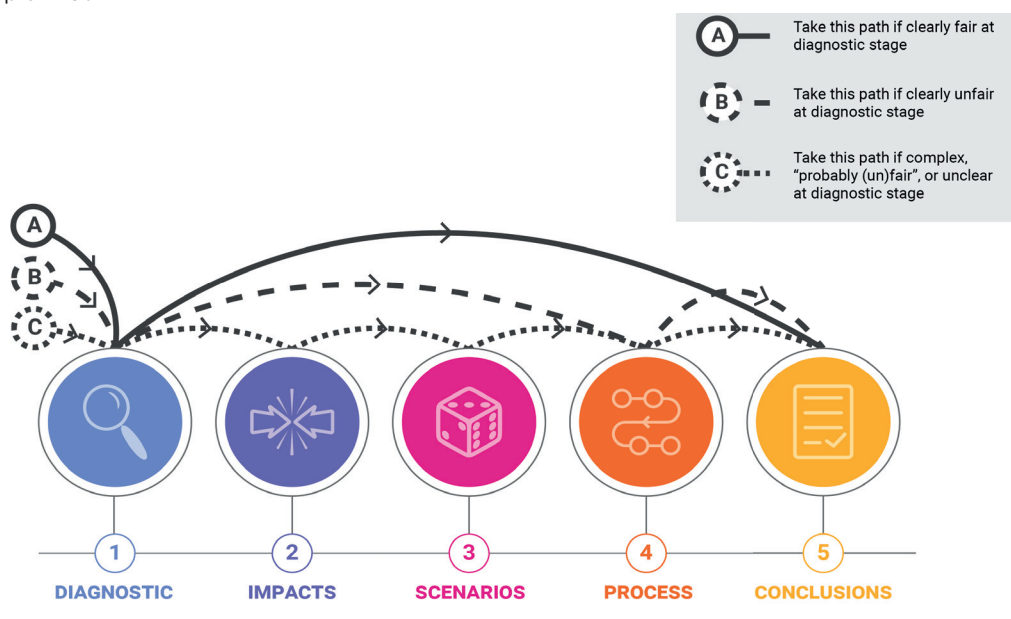 A
Take this path if clearly fair at
diagnostic stage
B
Take this path if clearly unfair
at diagnostic stage
C
Take this path if complex,
“probably (un)fair”, or unclear
at diagnostic stage
A
B
C
1
2
3
4
5
DIAGNOSTIC
IMPACTS
SCENARIOS
PROCESS
CONCLUSIONS